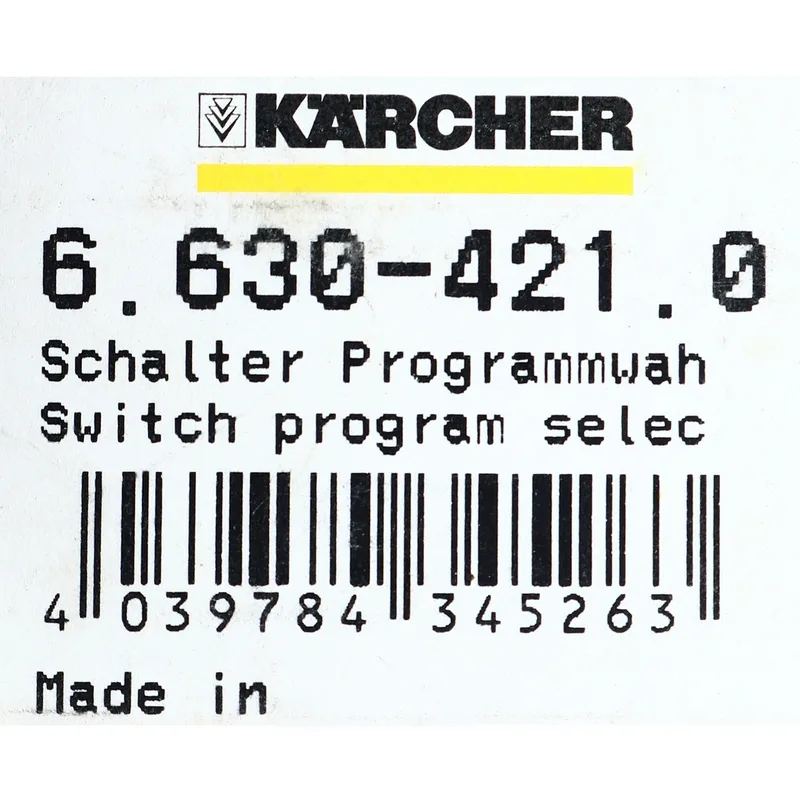 KÄRCHER
6.630-421.0
Schalter Programmwah
Switch program selec
4 039784 345263
Made in